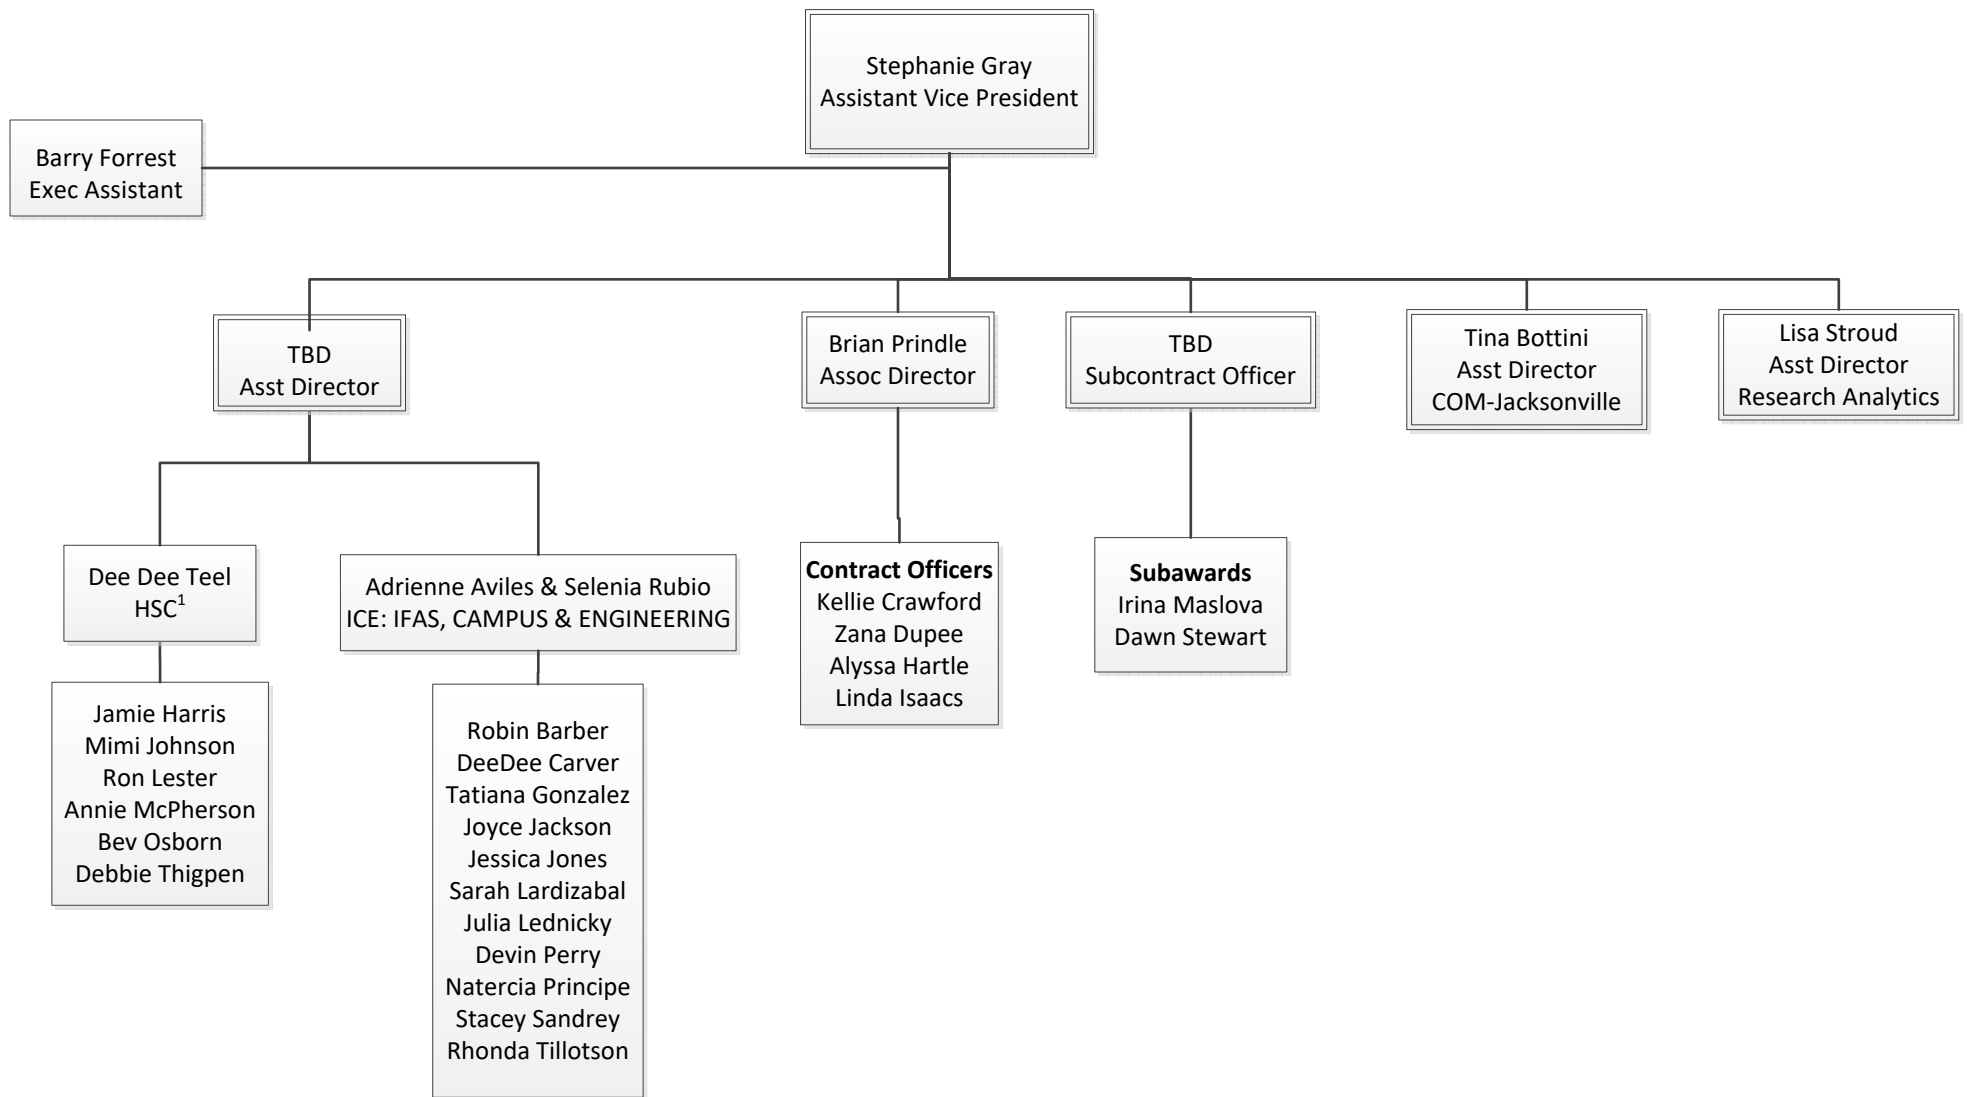 Stephanie Gray
Assistant Vice President
Barry Forrest
Exec Assistant
TBD
Asst Director
Brian Prindle
Assoc Director
TBD
Subcontract Officer
Tina Bottini
Asst Director
COM-Jacksonville
Lisa Stroud
Asst Director
Research Analytics
Dee Dee Teel
HSC¹
Adrienne Aviles & Selenia Rubio
ICE: IFAS, CAMPUS & ENGINEERING
Contract Officers
Kellie Crawford
Zana Dupee
Alyssa Hartle
Linda Isaacs
Subawards
Irina Maslova
Dawn Stewart
Jamie Harris
Mimi Johnson
Ron Lester
Annie McPherson
Bev Osborn
Debbie Thigpen
Robin Barber
DeeDee Carver
Tatiana Gonzalez
Joyce Jackson
Jessica Jones
Sarah Lardizabal
Julia Lednicky
Devin Perry
Natercia Principe
Stacey Sandrey
Rhonda Tillotson